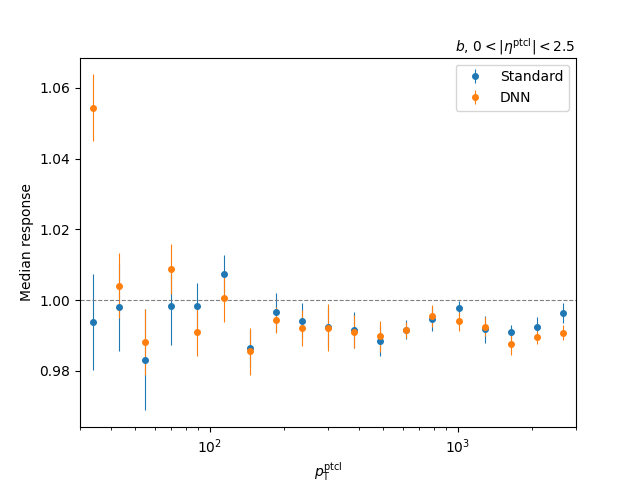 b, 0 < |η^ptcl| < 2.5
Standard
DNN
1.06
1.04
1.02
1.00
0.98
Median response
10^2
10^3
p_T^ptcl